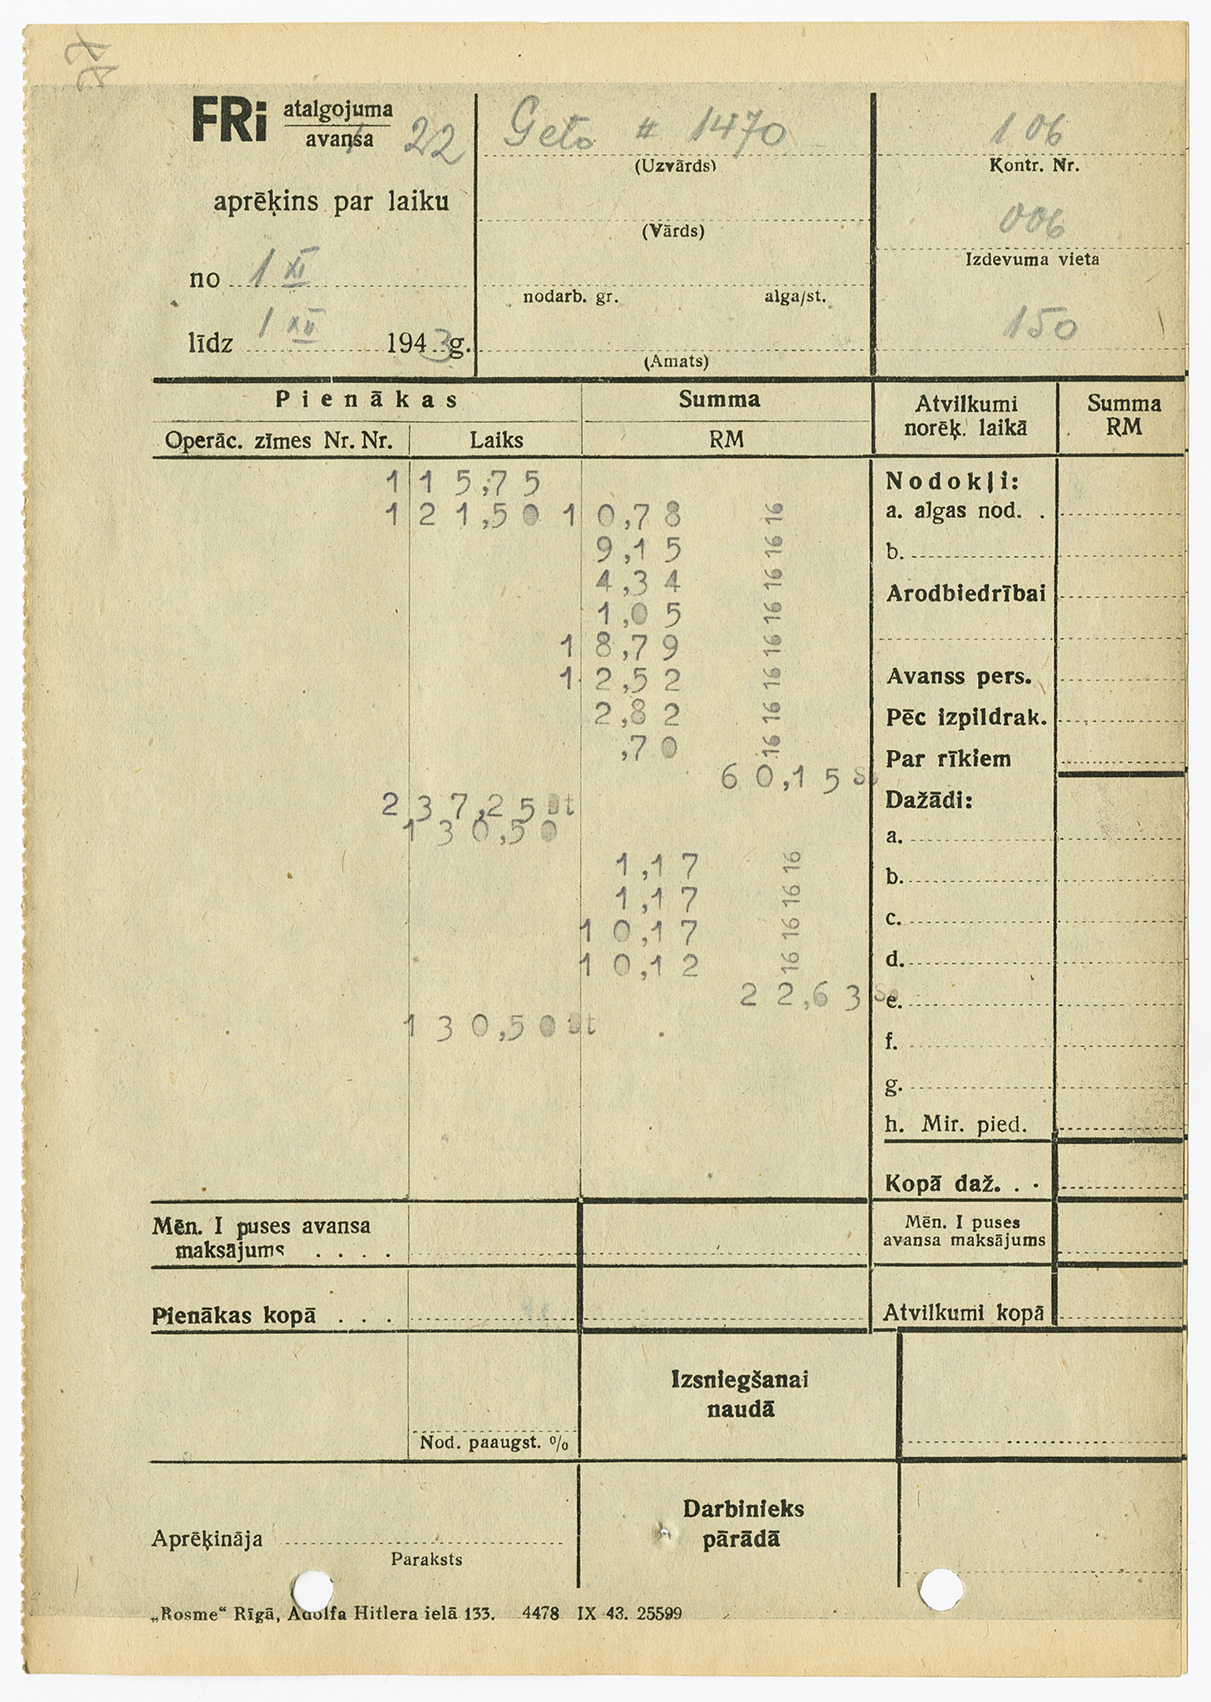 FRi atalgojuma
avansa 22
aprēķins par laiku
no 1 XI
līdz 1 XII 1943.g.
Geto # 1470
(Uzvārds)
(Vārds)
nodarb. gr. alga/st.
(Amats)
106
Kontr. Nr.
006
Izdevuma vieta
150
Pienākas Summa
Operāc. zīmes Nr. Nr. Laiks RM
Atvilkumi
norēķ. laikā
Summa
RM
115,75
121,50 10,78 16
9,15 16
4,34 16
1,05 16
18,79 16
12,52 16
2,82 16
,70 16
60,15 S
237,25 St
130,50
1,17 16
1,17 16
10,17 16
10,12 16
22,63 S
130,50 St
Nodokļi:
a. algas nod. .
b.
Arodbiedrībai
Avanss pers.
Pēc izpildrak.
Par rīkiem
Dažādi:
a.
b.
c.
d.
e.
f.
g.
h. Mir. pied.
Kopā daž. . .
Mēn. I puses avansa
maksājums . . . .
Mēn. I puses
avansa maksājums
Pienākas kopā . . .
Atvilkumi kopā
Nod. paaugst. %
Izsniegšanai
naudā
Aprēķināja
Paraksts
Darbinieks
pārādā
„Rosme“ Rīgā, Adolfa Hitlera ielā 133. 4478 IX 43. 25599